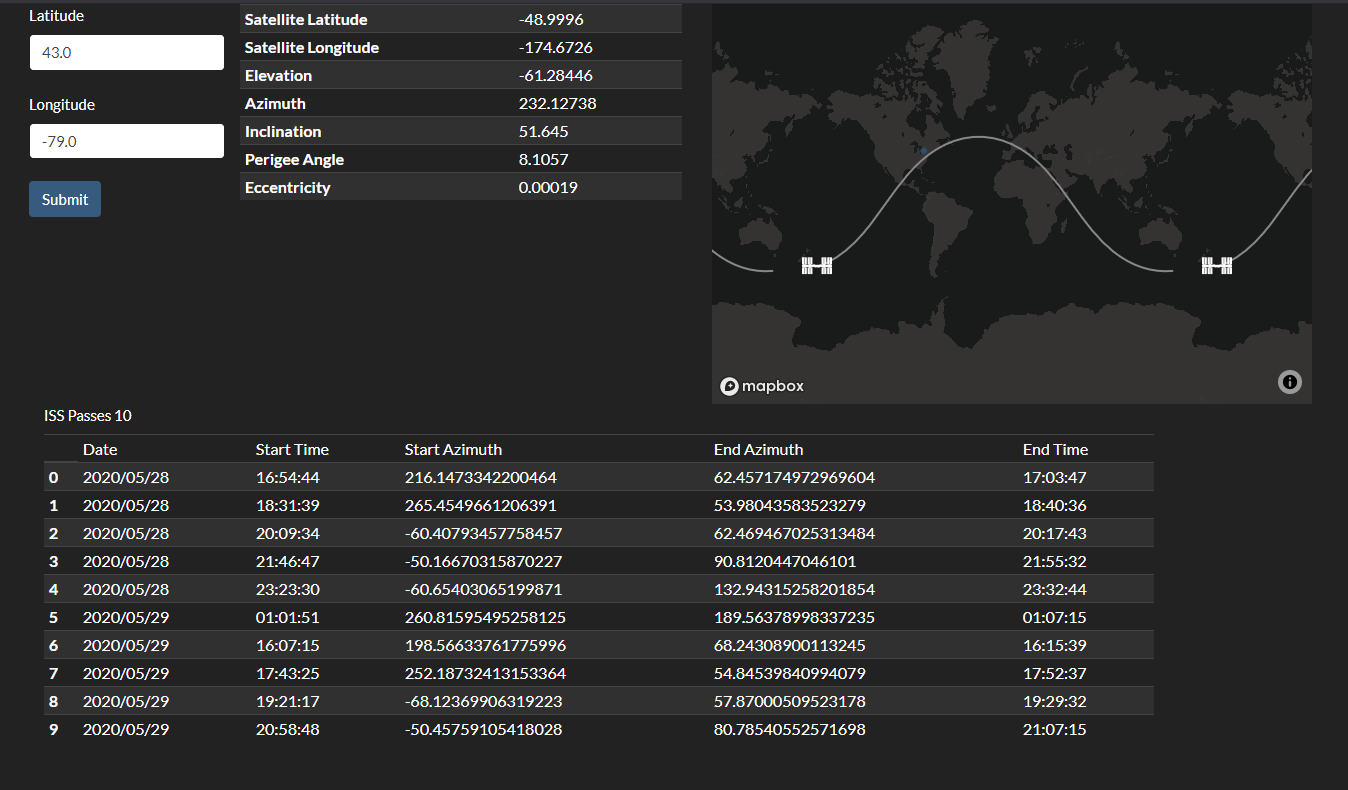 Latitude
43.0
Longitude
-79.0
Submit
Satellite Latitude -48.9996
Satellite Longitude -174.6726
Elevation -61.28446
Azimuth 232.12738
Inclination 51.645
Perigee Angle 8.1057
Eccentricity 0.00019
mapbox
ISS Passes 10
Date Start Time Start Azimuth End Azimuth End Time
0 2020/05/28 16:54:44 216.1473342200464 62.457174972969604 17:03:47
1 2020/05/28 18:31:39 265.4549661206391 53.98043583523279 18:40:36
2 2020/05/28 20:09:34 -60.40793457758457 62.469467025313484 20:17:43
3 2020/05/28 21:46:47 -50.16670315870227 90.8120447046101 21:55:32
4 2020/05/28 23:23:30 -60.65403065199871 132.94315258201854 23:32:44
5 2020/05/29 01:01:51 260.81595495258125 189.56378998337235 01:07:15
6 2020/05/29 16:07:15 198.56633761775996 68.24308900113245 16:15:39
7 2020/05/29 17:43:25 252.18732413153364 54.84539840994079 17:52:37
8 2020/05/29 19:21:17 -68.12369906319223 57.87000509523178 19:29:32
9 2020/05/29 20:58:48 -50.45759105418028 80.78540552571698 21:07:15